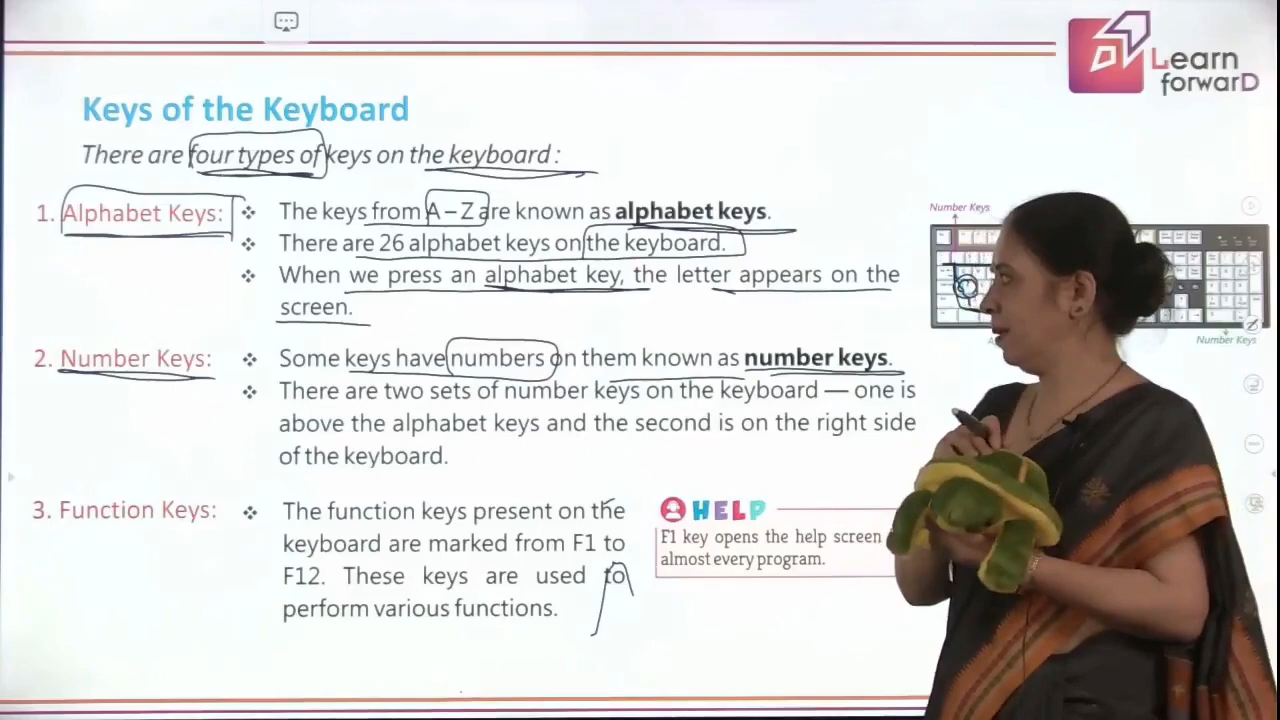 Learn
forwarD
Keys of the Keyboard
There are four types of keys on the keyboard :
1. Alphabet Keys:
❖ The keys from A – Z are known as alphabet keys.
❖ There are 26 alphabet keys on the keyboard.
❖ When we press an alphabet key, the letter appears on the
screen.
Number Keys
Number Keys
2. Number Keys:
❖ Some keys have numbers on them known as number keys.
❖ There are two sets of number keys on the keyboard — one is
above the alphabet keys and the second is on the right side
of the keyboard.
3. Function Keys:
❖ The function keys present on the
keyboard are marked from F1 to
F12. These keys are used to
perform various functions.
HELP
F1 key opens the help screen
almost every program.